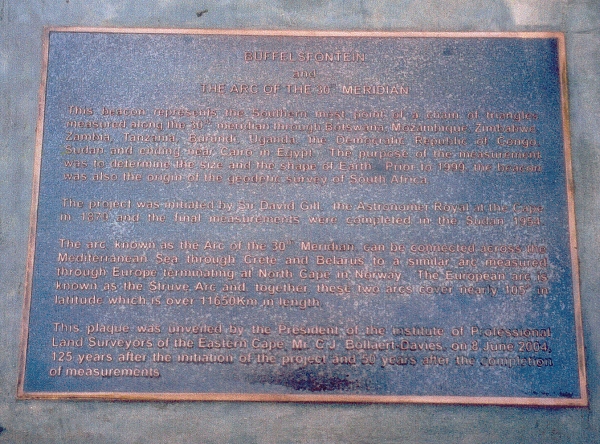 BUFFELSFONTEIN
and
THE ARC OF THE 30th MERIDIAN
This beacon represents the Southern most point of a chain of triangles
measured along the 30th meridian through Botswana, Mozambique, Zimbabwe,
Zambia, Tanzania, Burundi, Uganda, the Democratic Republic of Congo,
Sudan and ending near Cairo in Egypt. The purpose of the measurement
was to determine the size and the shape of Earth. Prior to 1999, the beacon
was also the origin of the geodetic survey of South Africa.
The project was initiated by Sir David Gill, the Astronomer Royal at the Cape
in 1879 and the final measurements were completed in the Sudan 1954
The arc, known as the Arc of the 30th Meridian, can be connected across the
Mediterranean Sea through Crete and Belarus to a similar arc measured
through Europe terminating at North Cape in Norway. The European arc is
known as the Struve Arc and together these two arcs cover nearly 105° in
latitude which is over 11650Km in length.
This plaque was unveiled by the President of the Institute of Professional
Land Surveyors of the Eastern Cape, Mr C J Bollaert-Davies, on 8 June 2004,
125 years after the initiation of the project and 50 years after the completion
of measurements